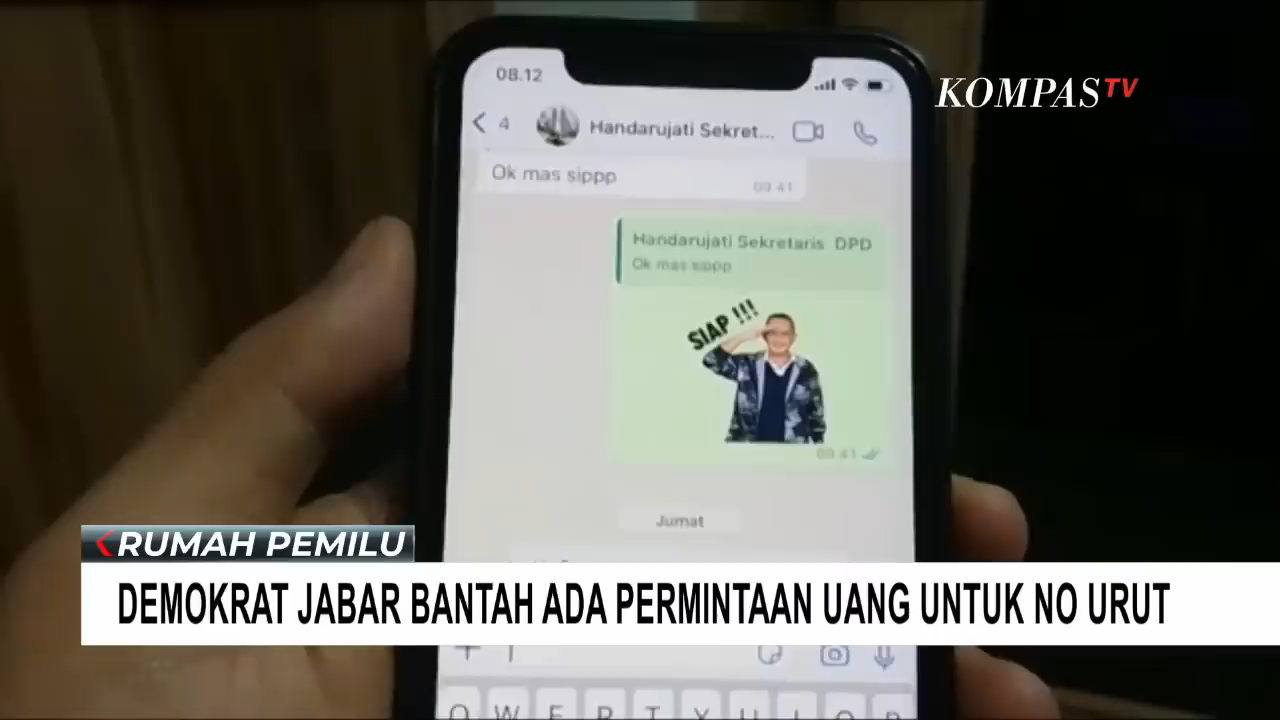 08.12
KOMPASTV
4
Handarujati Sekret...
Ok mas sippp
09.41
Handarujati Sekretaris DPD
Ok mas sippp
SIAP !!!
09.41
Jumat
RUMAH PEMILU
DEMOKRAT JABAR BANTAH ADA PERMINTAAN UANG UNTUK NO URUT